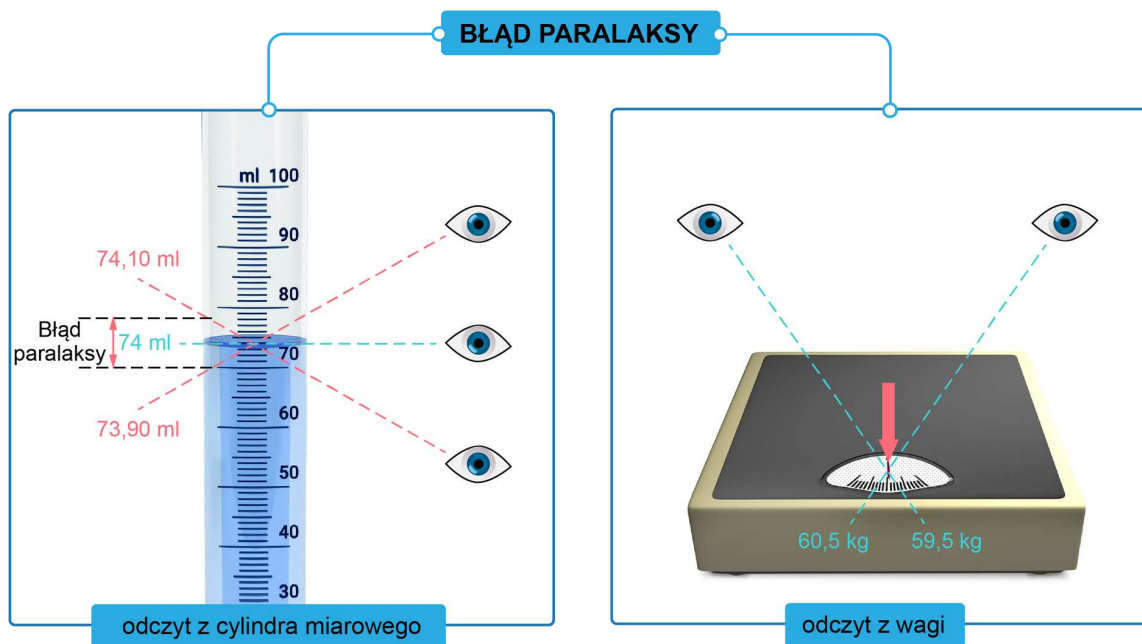 BŁĄD PARALAKSY
ml 100
90
80
70
60
50
40
30
74,10 ml
Błąd
paralaksy
74 ml
73,90 ml
odczyt z cylindra miarowego
60,5 kg
59,5 kg
odczyt z wagi